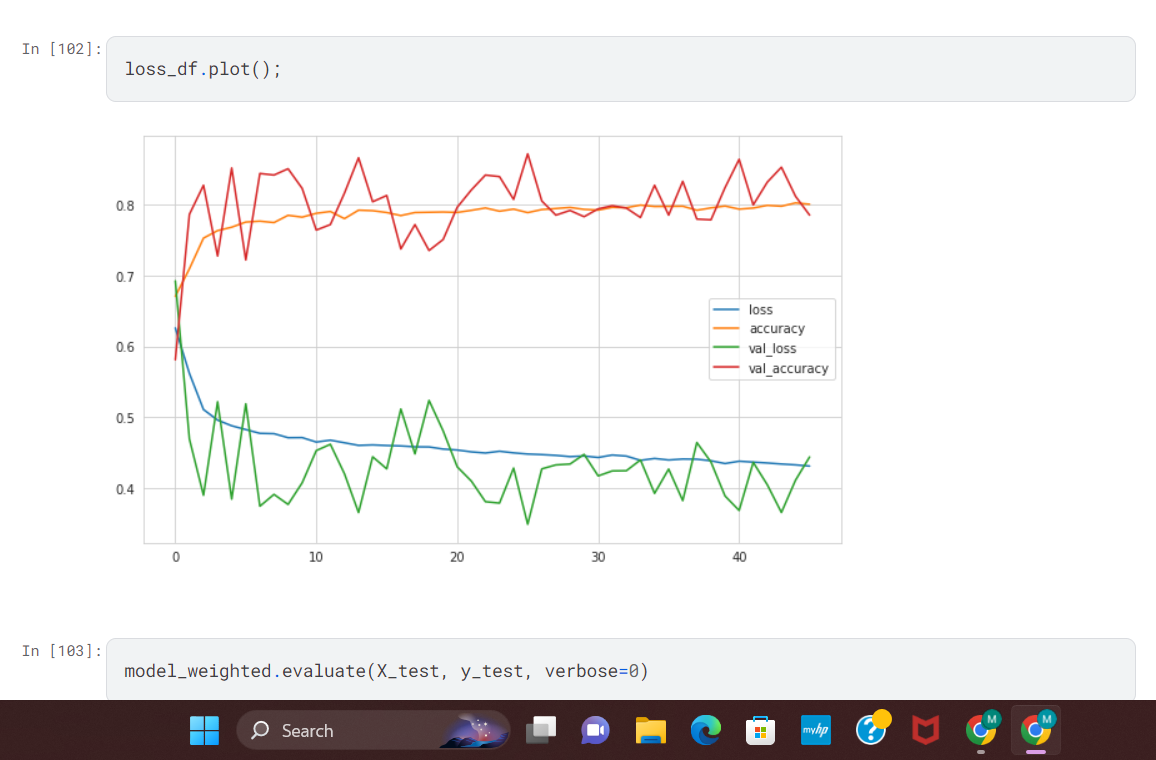 In [102]:
loss_df.plot();
0.8
0.7
0.6
0.5
0.4
0 10 20 30 40
loss
accuracy
val_loss
val_accuracy
In [103]:
model_weighted.evaluate(X_test, y_test, verbose=0)
Search
myhp
?
M
M